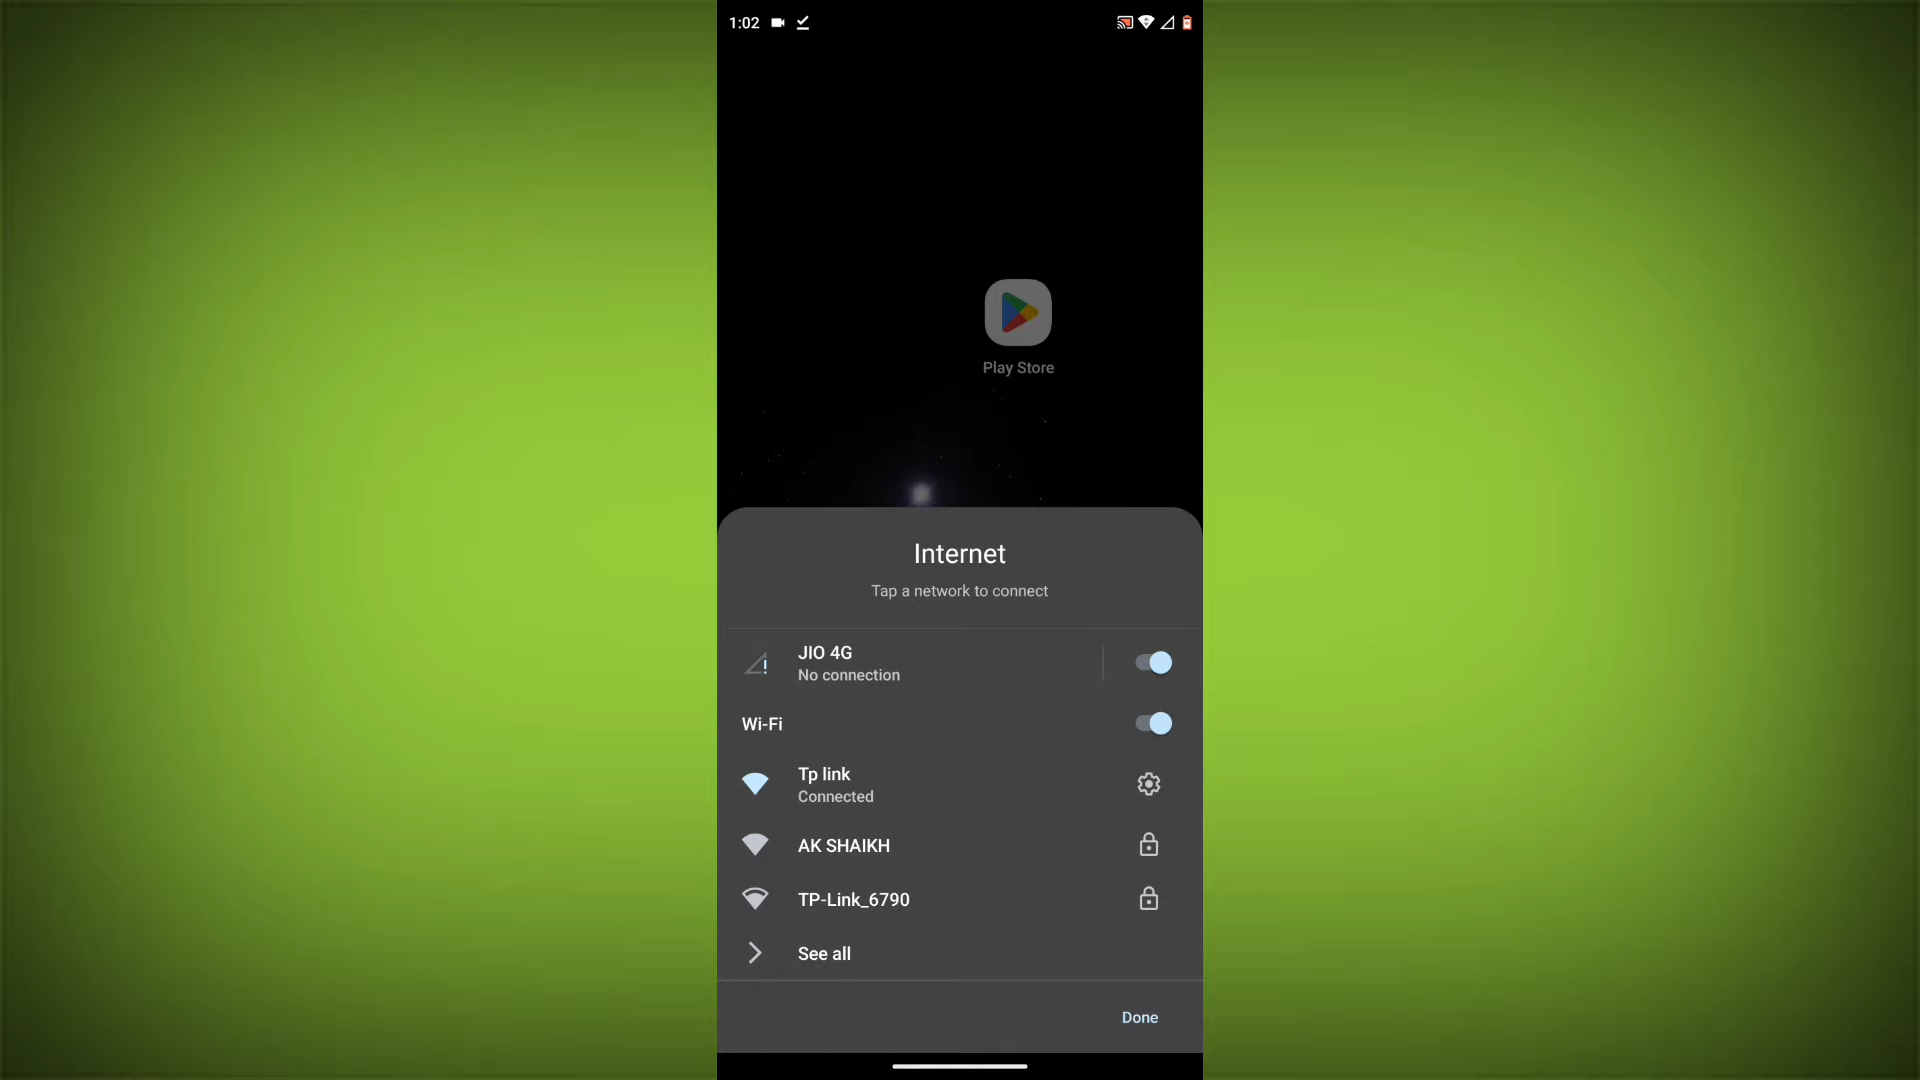 1:02
Play Store
Internet
Tap a network to connect
JIO 4G
No connection
Wi-Fi
Tp link
Connected
AK SHAIKH
TP-Link_6790
See all
Done